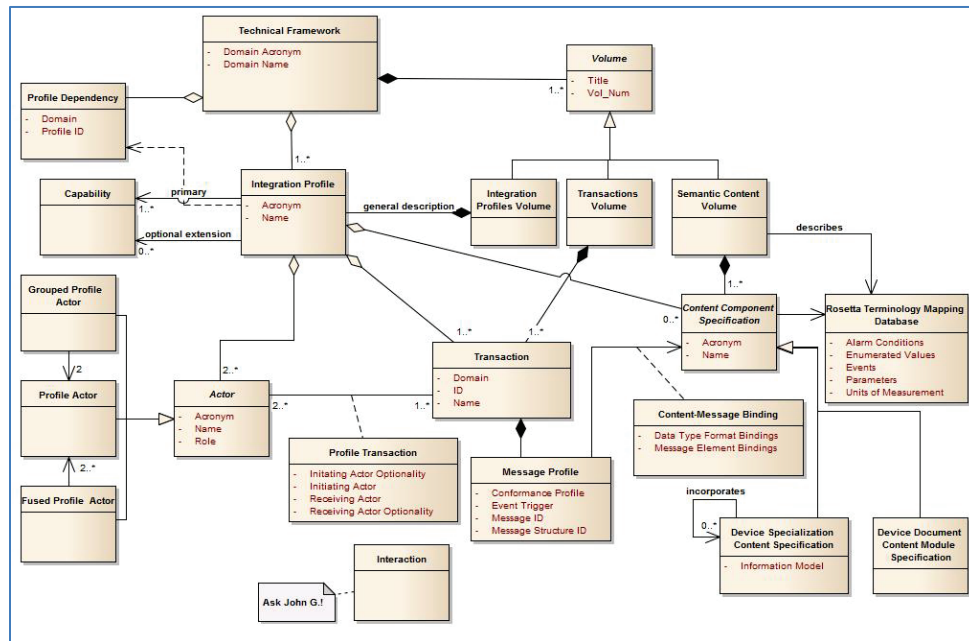 Technical Framework
- Domain Acronym
- Domain Name
Volume
- Title
- Vol_Num
1..*
Profile Dependency
- Domain
- Profile ID
1..*
Capability
primary
1..*
optional extension
0..*
Integration Profile
- Acronym
- Name
general description
Integration
Profiles Volume
Transactions
Volume
Semantic Content
Volume
describes
1..*
Grouped Profile
Actor
2
Profile Actor
2..*
Fused Profile Actor
2..*
Actor
- Acronym
- Name
- Role
2..*
1..*
1..*
1..*
Transaction
- Domain
- ID
- Name
0..*
Content Component
Specification
- Acronym
- Name
Rosetta Terminology Mapping
Database
- Alarm Conditions
- Enumerated Values
- Events
- Parameters
- Units of Measurement
Profile Transaction
- Initating Actor Optionality
- Initiating Actor
- Receiving Actor
- Receiving Actor Optionality
Message Profile
- Conformance Profile
- Event Trigger
- Message ID
- Message Structure ID
Content-Message Binding
- Data Type Format Bindings
- Message Element Bindings
incorporates
0..*
Device Specialization
Content Specification
- Information Model
Device Document
Content Module
Specification
Interaction
Ask John G.!